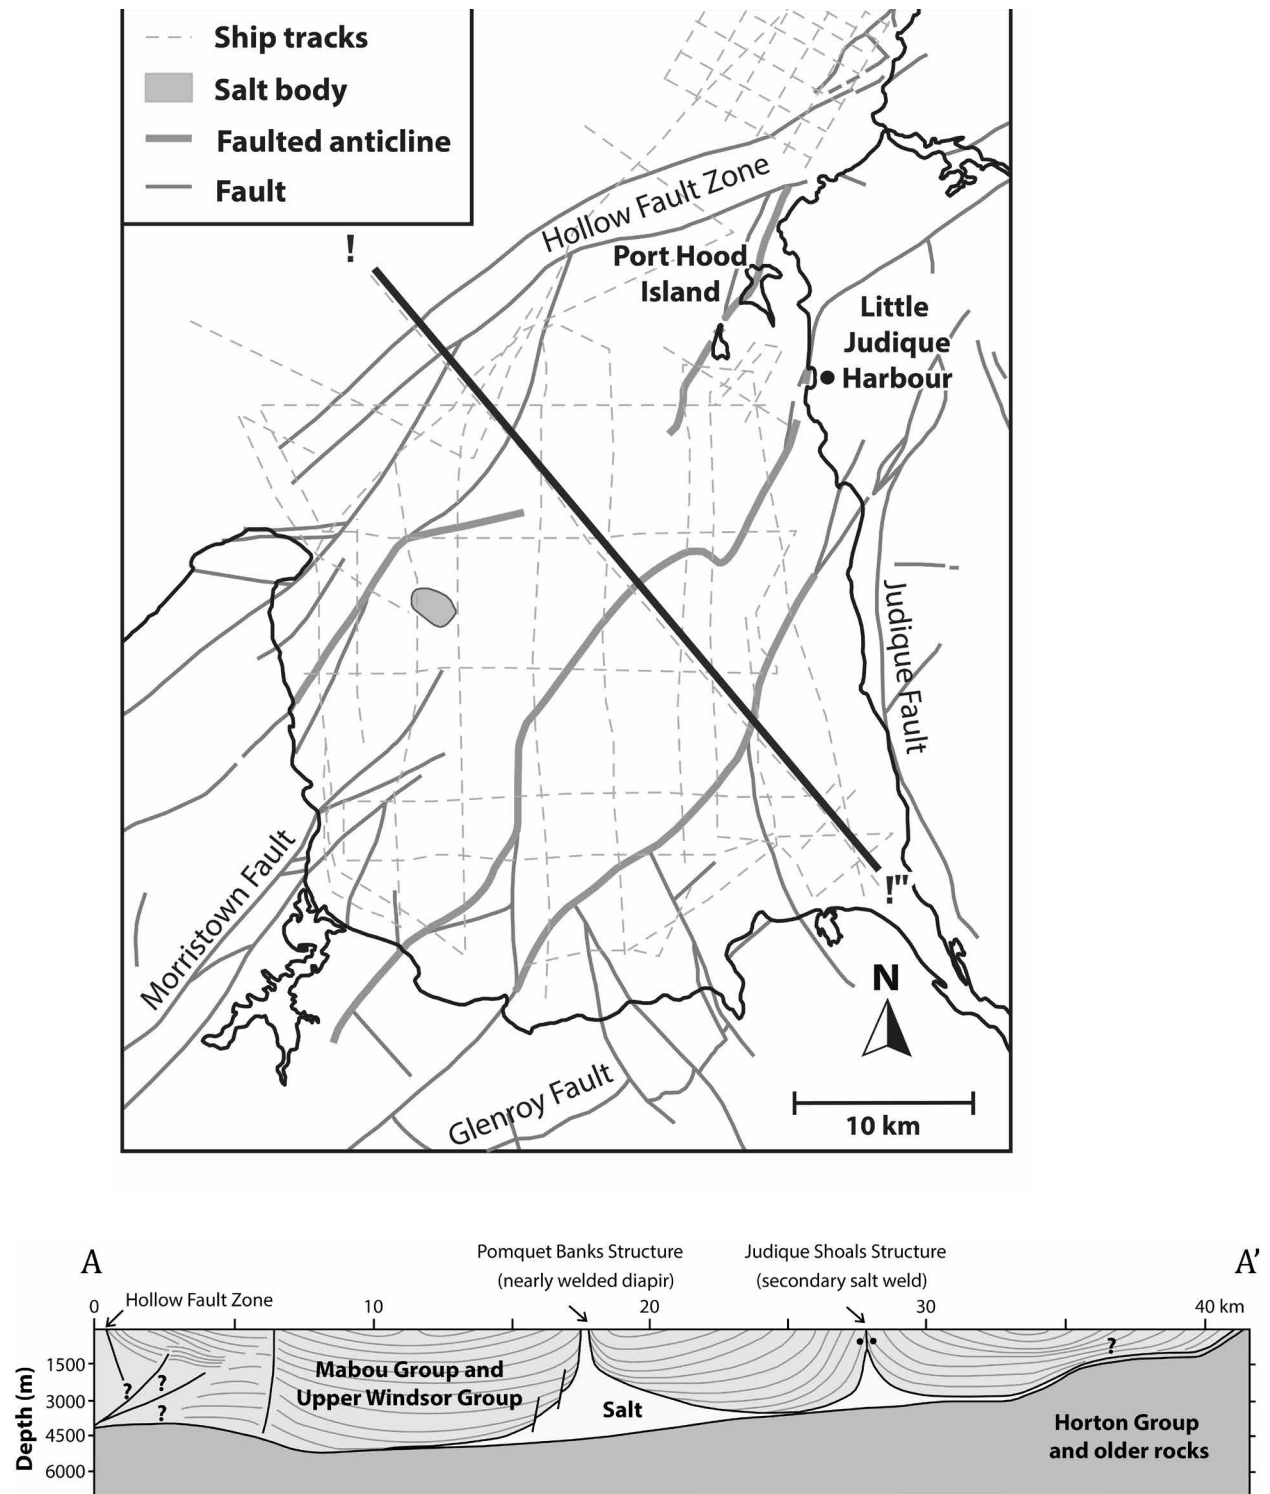 Ship tracks
Salt body
Faulted anticline
Fault
!
Hollow Fault Zone
Port Hood
Island
Little
Judique
Harbour
Judique Fault
Morristown Fault
!"
N
Glenroy Fault
10 km
A
Pomquet Banks Structure
(nearly welded diapir)
Judique Shoals Structure
(secondary salt weld)
A’
Hollow Fault Zone
0 10 20 30 40 km
Depth (m)
1500
3000
4500
6000
? ? ?
Mabou Group and
Upper Windsor Group
Salt
?
Horton Group
and older rocks